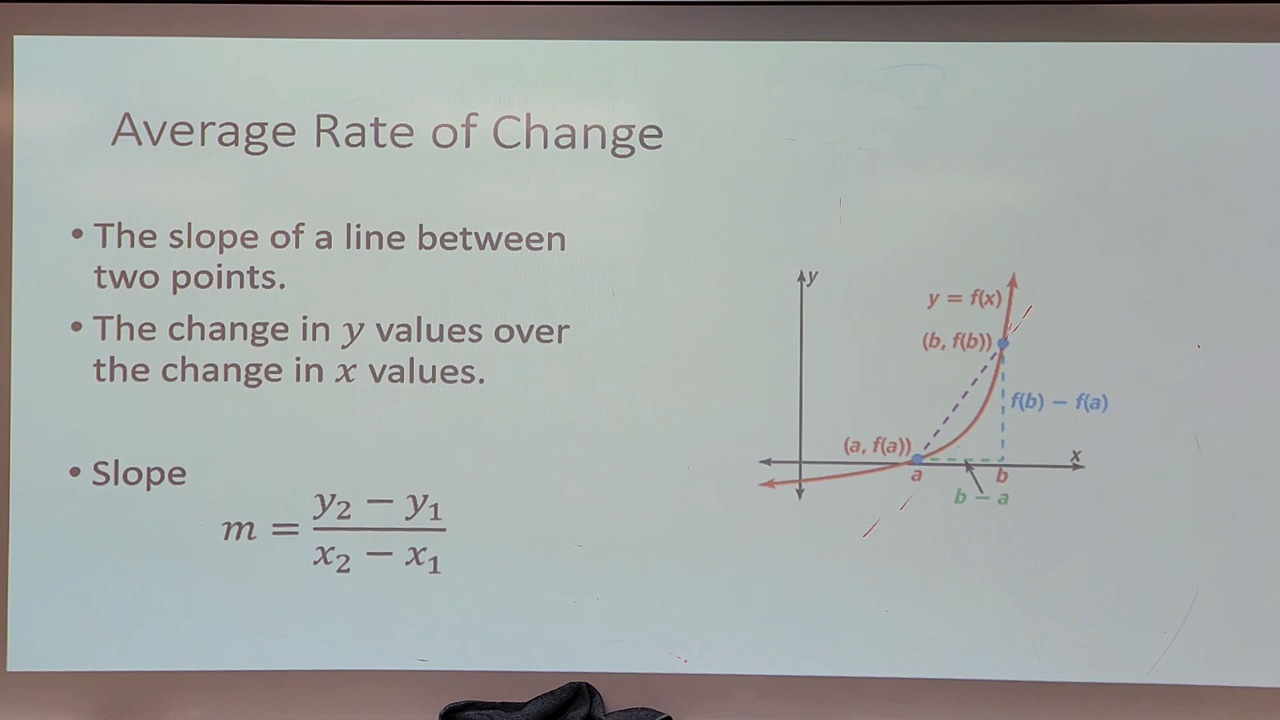 Average Rate of Change
• The slope of a line between
two points.
• The change in y values over
the change in x values.
• Slope
m = \frac{y₂ − y₁}{x₂ − x₁}
y
y = f(x)
(b, f(b))
f(b) − f(a)
(a, f(a))
x
a
b
b − a